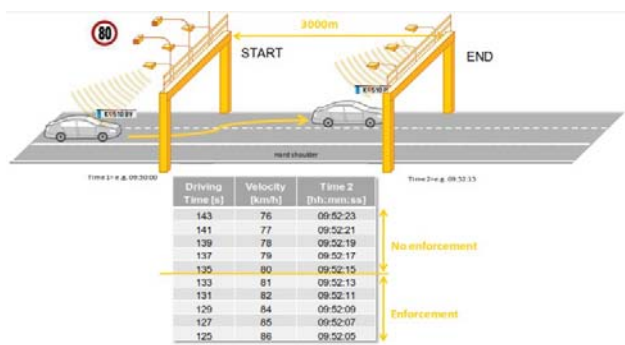 80
3000m
START
END
hard shoulder
Time 1= e.g. 09:50:00
Time 2= e.g. 09:52:15
Driving Time [s] Velocity [km/h] Time 2 [hh:mm:ss]
143 76 09:52:23
141 77 09:52:21
139 78 09:52:19
137 79 09:52:17
135 80 09:52:15
133 81 09:52:13
131 82 09:52:11
129 84 09:52:09
127 85 09:52:07
125 86 09:52:05
No enforcement
Enforcement